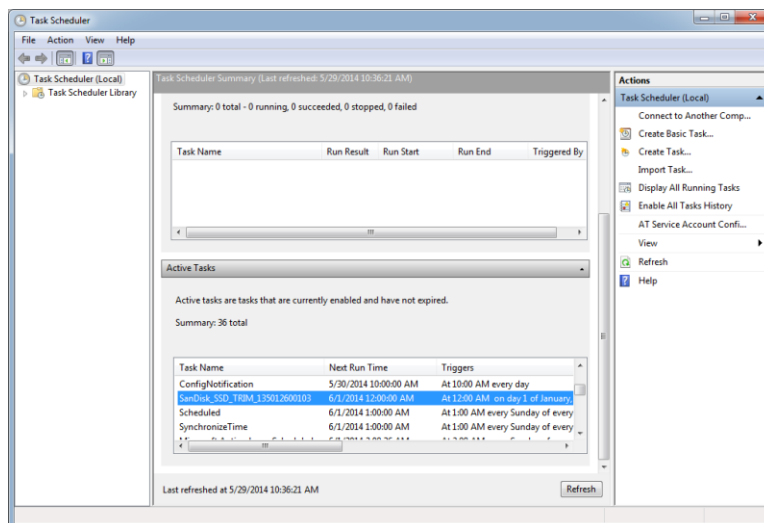 Task Scheduler
File Action View Help
Task Scheduler (Local)
Task Scheduler Library
Task Scheduler Summary (Last refreshed: 5/29/2014 10:36:21 AM)
Summary: 0 total - 0 running, 0 succeeded, 0 stopped, 0 failed
Task Name Run Result Run Start Run End Triggered By
Active Tasks
Active tasks are tasks that are currently enabled and have not expired.
Summary: 36 total
Task Name Next Run Time Triggers
ConfigNotification 5/30/2014 10:00:00 AM At 10:00 AM every day
SanDisk_SSD_TRIM_135012600103 6/1/2014 12:00:00 AM At 12:00 AM on day 1 of January,
Scheduled 6/1/2014 1:00:00 AM At 1:00 AM every Sunday of every
SynchronizeTime 6/1/2014 1:00:00 AM At 1:00 AM every Sunday of every
Last refreshed at 5/29/2014 10:36:21 AM
Refresh
Actions
Task Scheduler (Local)
Connect to Another Comp...
Create Basic Task...
Create Task...
Import Task...
Display All Running Tasks
Enable All Tasks History
AT Service Account Confi...
View
Refresh
Help